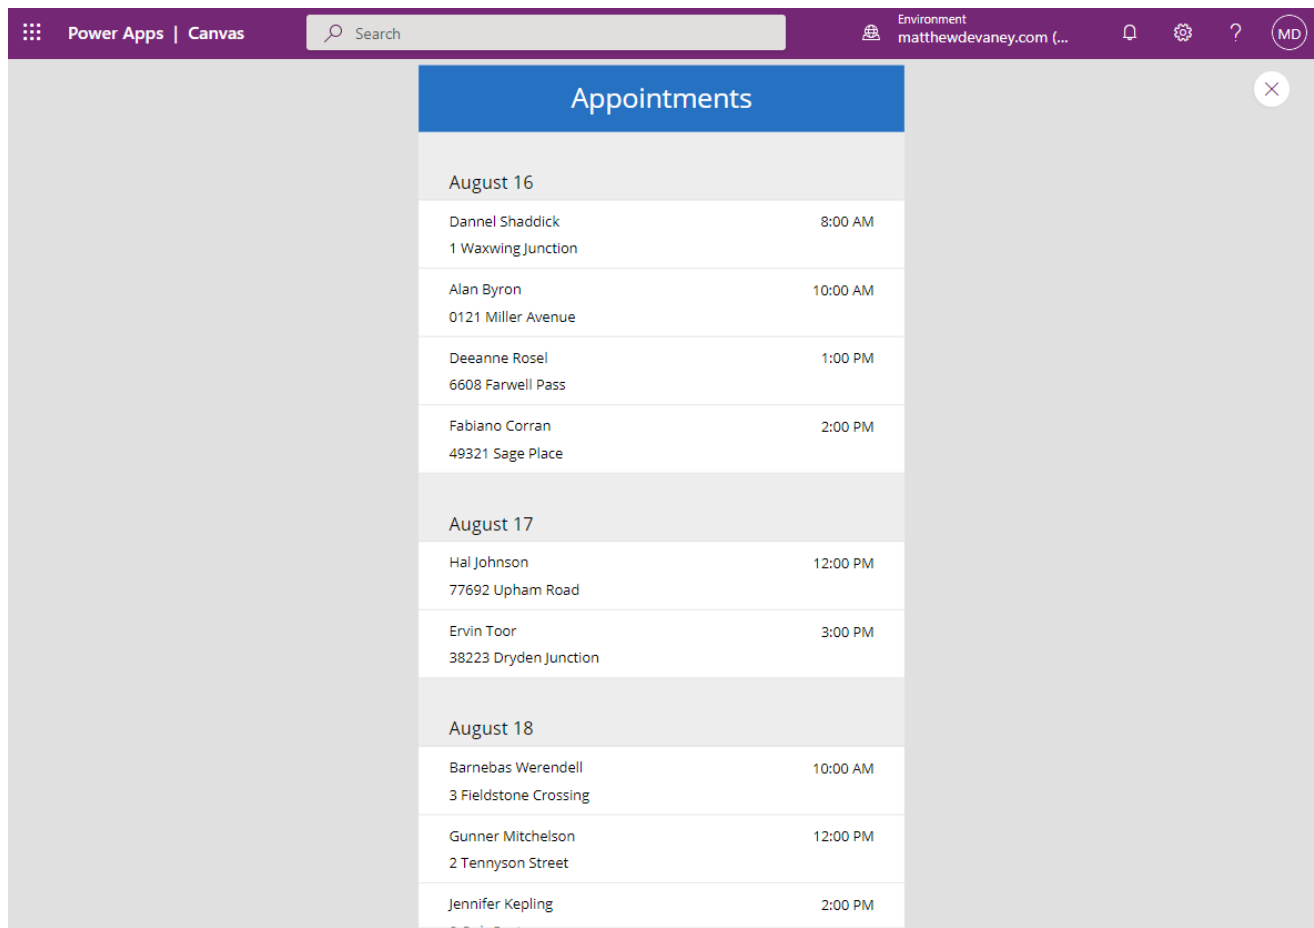 Power Apps | Canvas
Search
Environment
matthewdevaney.com (...
?
MD
Appointments
August 16
Dannel Shaddick 8:00 AM
1 Waxwing Junction
Alan Byron 10:00 AM
0121 Miller Avenue
Deeanne Rosel 1:00 PM
6608 Farwell Pass
Fabiano Corran 2:00 PM
49321 Sage Place
August 17
Hal Johnson 12:00 PM
77692 Upham Road
Ervin Toor 3:00 PM
38223 Dryden Junction
August 18
Barnebas Werendell 10:00 AM
3 Fieldstone Crossing
Gunner Mitchelson 12:00 PM
2 Tennyson Street
Jennifer Kepling 2:00 PM